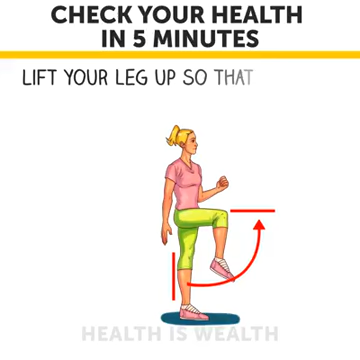 CHECK YOUR HEALTH
IN 5 MINUTES
LIFT YOUR LEG UP SO THAT
HEALTH IS WEALTH